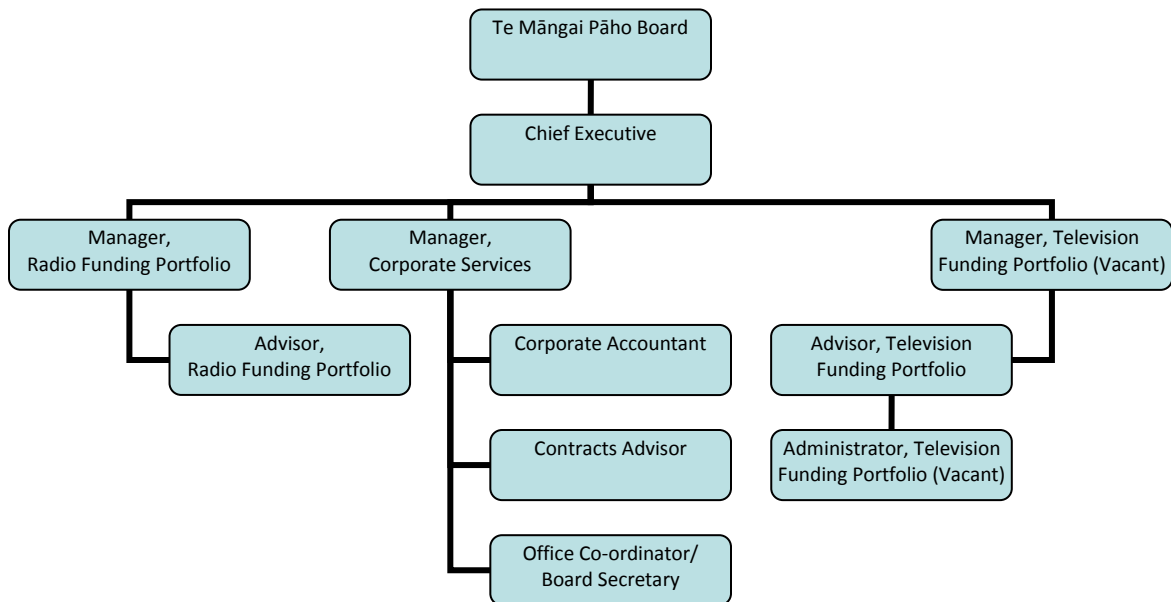 Te Māngai Pāho Board
Chief Executive
Manager,
Radio Funding Portfolio
Manager,
Corporate Services
Manager, Television
Funding Portfolio (Vacant)
Advisor,
Radio Funding Portfolio
Corporate Accountant
Advisor, Television
Funding Portfolio
Contracts Advisor
Administrator, Television
Funding Portfolio (Vacant)
Office Co-ordinator/
Board Secretary